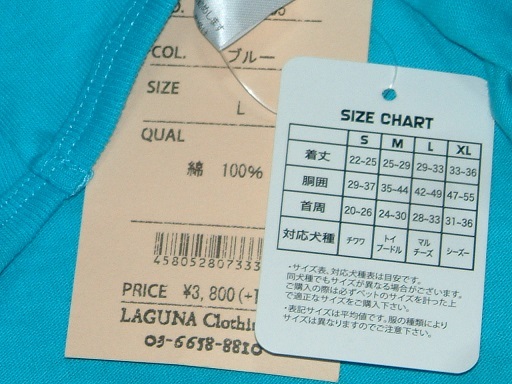 COL. ブルー
SIZE
L
QUAL
綿 100%
4580528073330
PRICE ¥3,800(+
LAGUNA Clothin
03-6658-8810
SIZE CHART
S M L XL
着丈 22~25 25~29 29~33 33~36
胴囲 29~37 35~44 42~49 47~55
首周 20~26 24~30 28~33 31~36
対応犬種 チワワ トイプードル マルチーズ シーズー
・サイズ表、対応犬種表は目安です。
同犬種でもサイズが異なる場合がございます。
ご購入の際は必ずペットのサイズを計った上
で適正なサイズをご購入下さい。
・表記サイズは平均値です。服の種類により
サイズは異なりますのでご注意下さい。